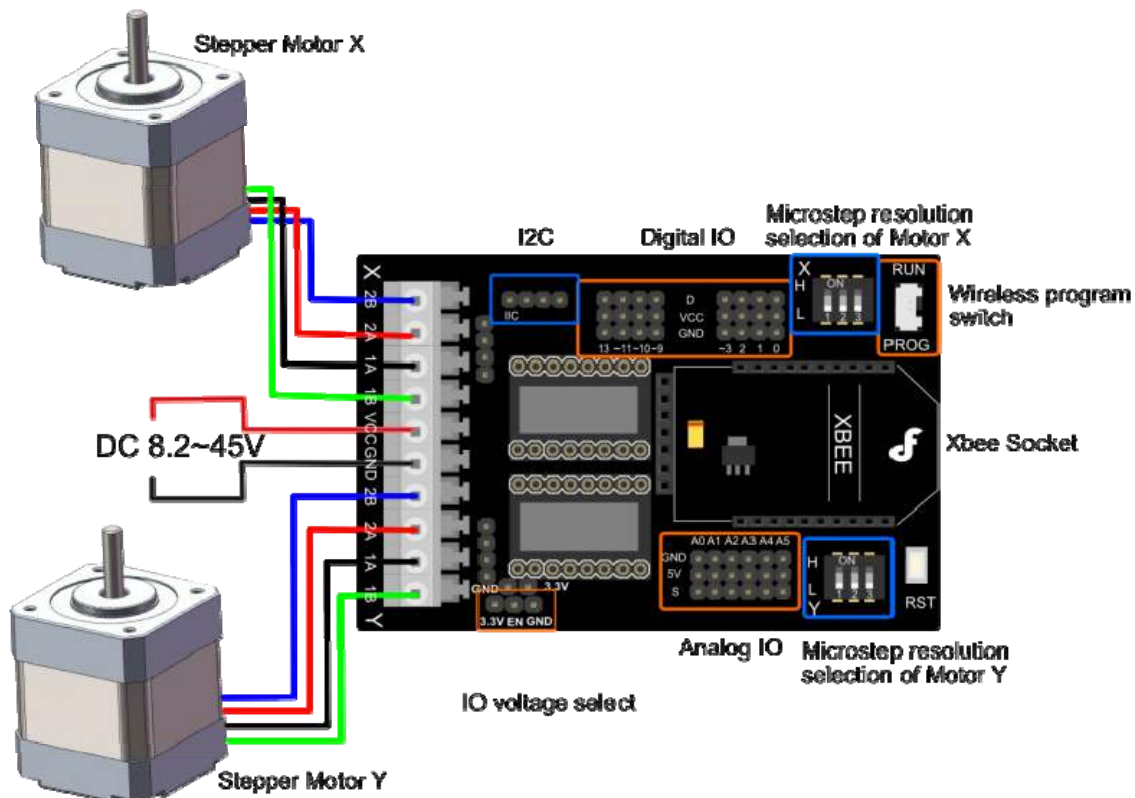 Stepper Motor X
I2C
Digital IO
Microstep resolution
selection of Motor X
Wireless program
switch
X
2B
2A
1A
1B
VCC
GND
2B
2A
1A
1B
Y
IIC
D
VCC
GND
13 ~11 ~10 ~9
~3 2 1 0
X
H
L
ON
1 2 3
RUN
PROG
DC 8.2~45V
XBEE
Xbee Socket
A0 A1 A2 A3 A4 A5
GND
5V
S
H
L
Y
ON
1 2 3
RST
GND
3.3V
3.3V EN GND
Analog IO
Microstep resolution
selection of Motor Y
IO voltage select
Stepper Motor Y